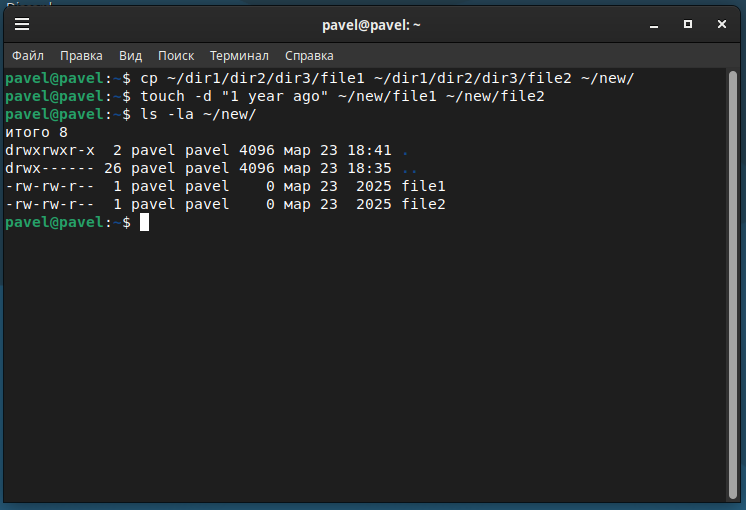 pavel@pavel: ~
Файл Правка Вид Поиск Терминал Справка
pavel@pavel:~$ cp ~/dir1/dir2/dir3/file1 ~/dir1/dir2/dir3/file2 ~/new/
pavel@pavel:~$ touch -d "1 year ago" ~/new/file1 ~/new/file2
pavel@pavel:~$ ls -la ~/new/
итого 8
drwxrwxr-x  2 pavel pavel 4096 мар 23 18:41 .
drwx------ 26 pavel pavel 4096 мар 23 18:35 ..
-rw-rw-r--  1 pavel pavel    0 мар 23  2025 file1
-rw-rw-r--  1 pavel pavel    0 мар 23  2025 file2
pavel@pavel:~$